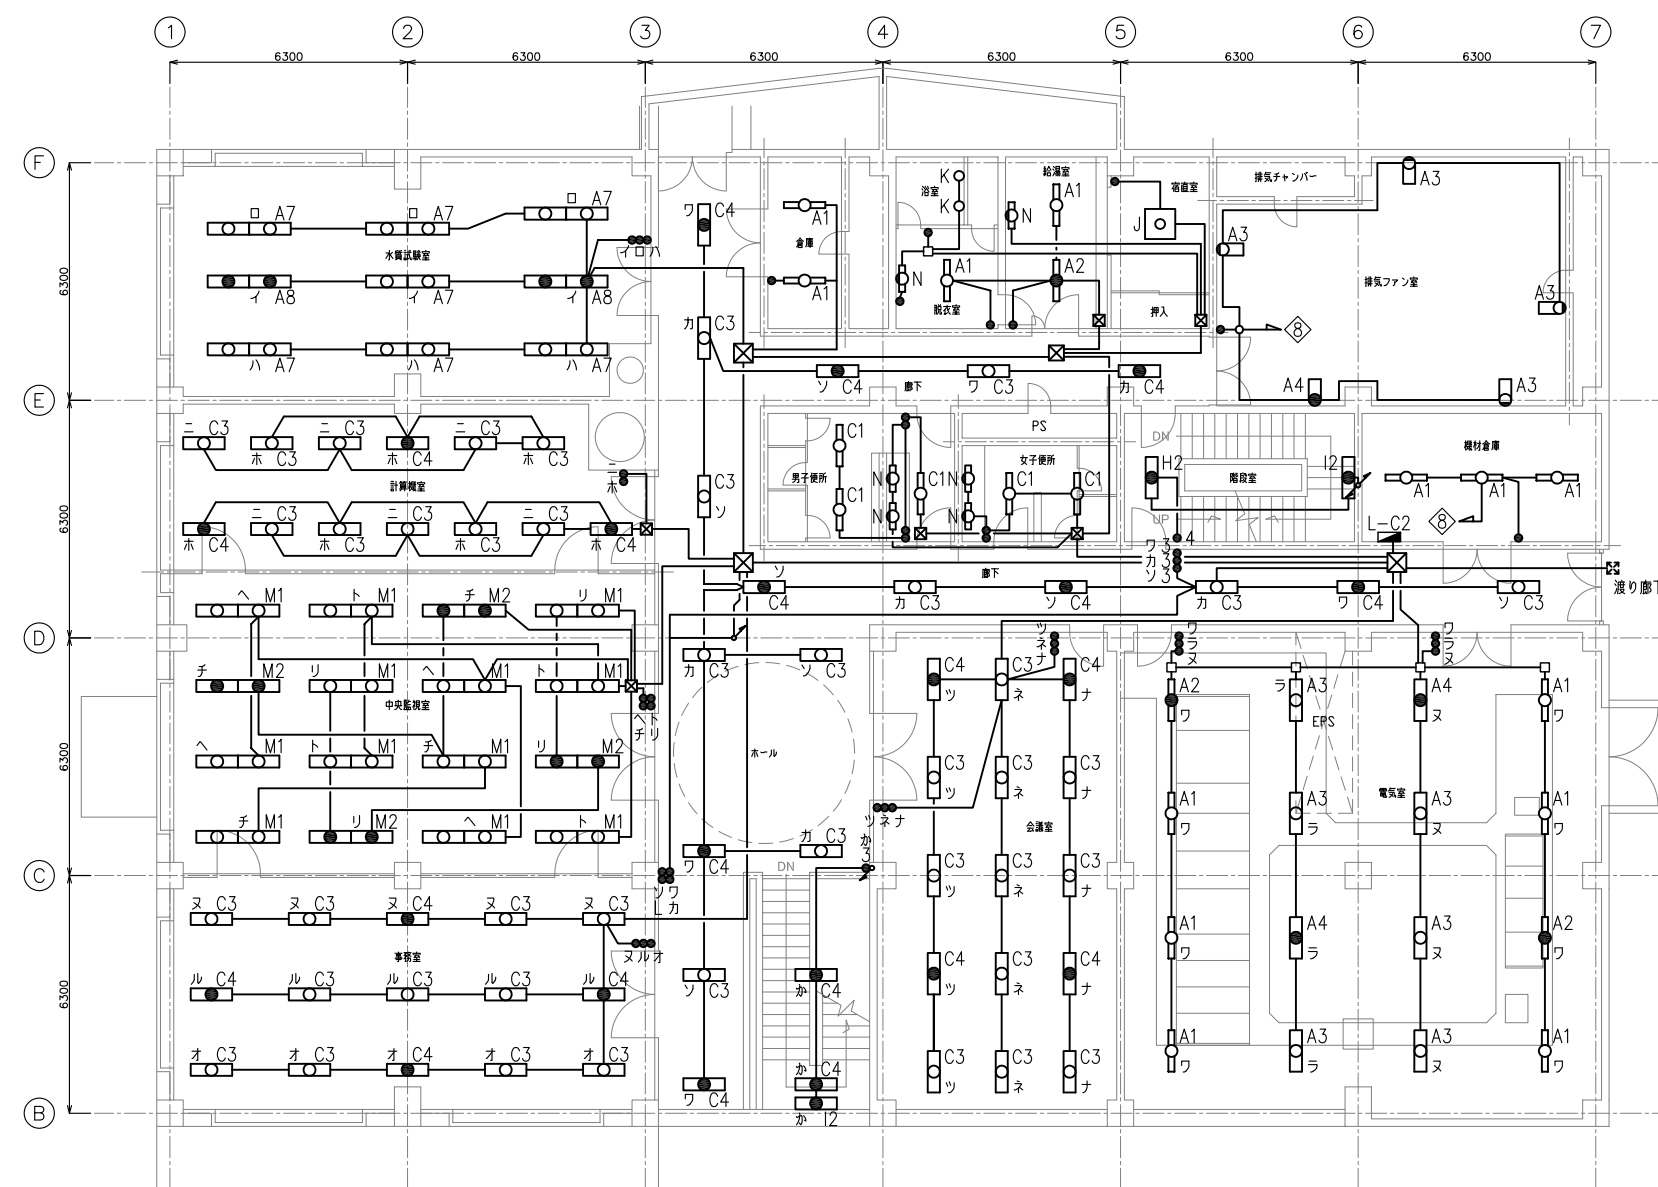 1 2 3 4 5 6 7
6300 6300 6300 6300 6300 6300
F
E
D
C
B
6300
6300
6300
6300
ロ A7 ロ A7 ロ A7
水質試験室
イロハ
イ A8 イ A7 イ A8
ハ A7 ハ A7 ハ A7
ワ C4
カ C3
C3
ソ
A1
倉庫
A1
浴室
K
K
N
A1
脱衣室
給湯室
A1
N
A2
宿直室
J
押入
排気チャンバー
A3
A3
排気ファン室
A3
8
A4
A3
ソ C4 ワ C3 カ C4
廊下
ニ C3 ニ C3 ニ C3
ホ C3 ホ C4 ホ C3
計算機室
ニ
ホ
ニ C3 ニ C3 ニ C3
ホ C4 ホ C3 ホ C3 ホ C4
男子便所
C1
C1
N
N
C1
PS
女子便所
N
N
C1
C1
DN
UP
階段室
H2
I2
4
機材倉庫
A1 A1 A1
8
L-C2
ワ3
カ3
ソ3
廊下
ソ
C4
カ C3
ソ C4
カ C3
ワ C4
ソ C3
渡り廊下
ヘ M1 ト M1 チ M2 リ M1
チ M2 リ M1 ヘ M1 ト M1
中央監視室
ヘト
チリ
ヘ M1 ト M1 チ M1 リ M2
チ M1 リ M2 ヘ M1 ト M1
カ C3 ソ C3
ホール
ワ C4 カ C3
ソワ
Lカ
DN
か
3
ソ C3
か C4
ワ C4
か C4
か I2
ヌ C3 ヌ C3 ヌ C4 ヌ C3 ヌ C3
事務室
ヌルオ
ル C4 ル C3 ル C3 ル C3 ル C4
オ C3 オ C3 オ C4 オ C3 オ C3
ツ
ネ
ナ
ツネナ
C4 ツ C3 ネ C4 ナ
C3 ツ C3 ネ C3 ナ
会議室
C3 ツ C3 ネ C3 ナ
C4 ツ C3 ネ C4 ナ
C3 ツ C3 ネ C3 ナ
ワ
ラ
ヌ
ワ
ラ
ヌ
A2 ワ ラ A3 A4 ヌ A1 ワ
EPS
電気室
A1 ワ A3 ラ A3 ヌ A1 ワ
A1 ワ A4 ラ A3 ヌ A2 ワ
A1 ワ A3 ラ A3 ヌ A1 ワ